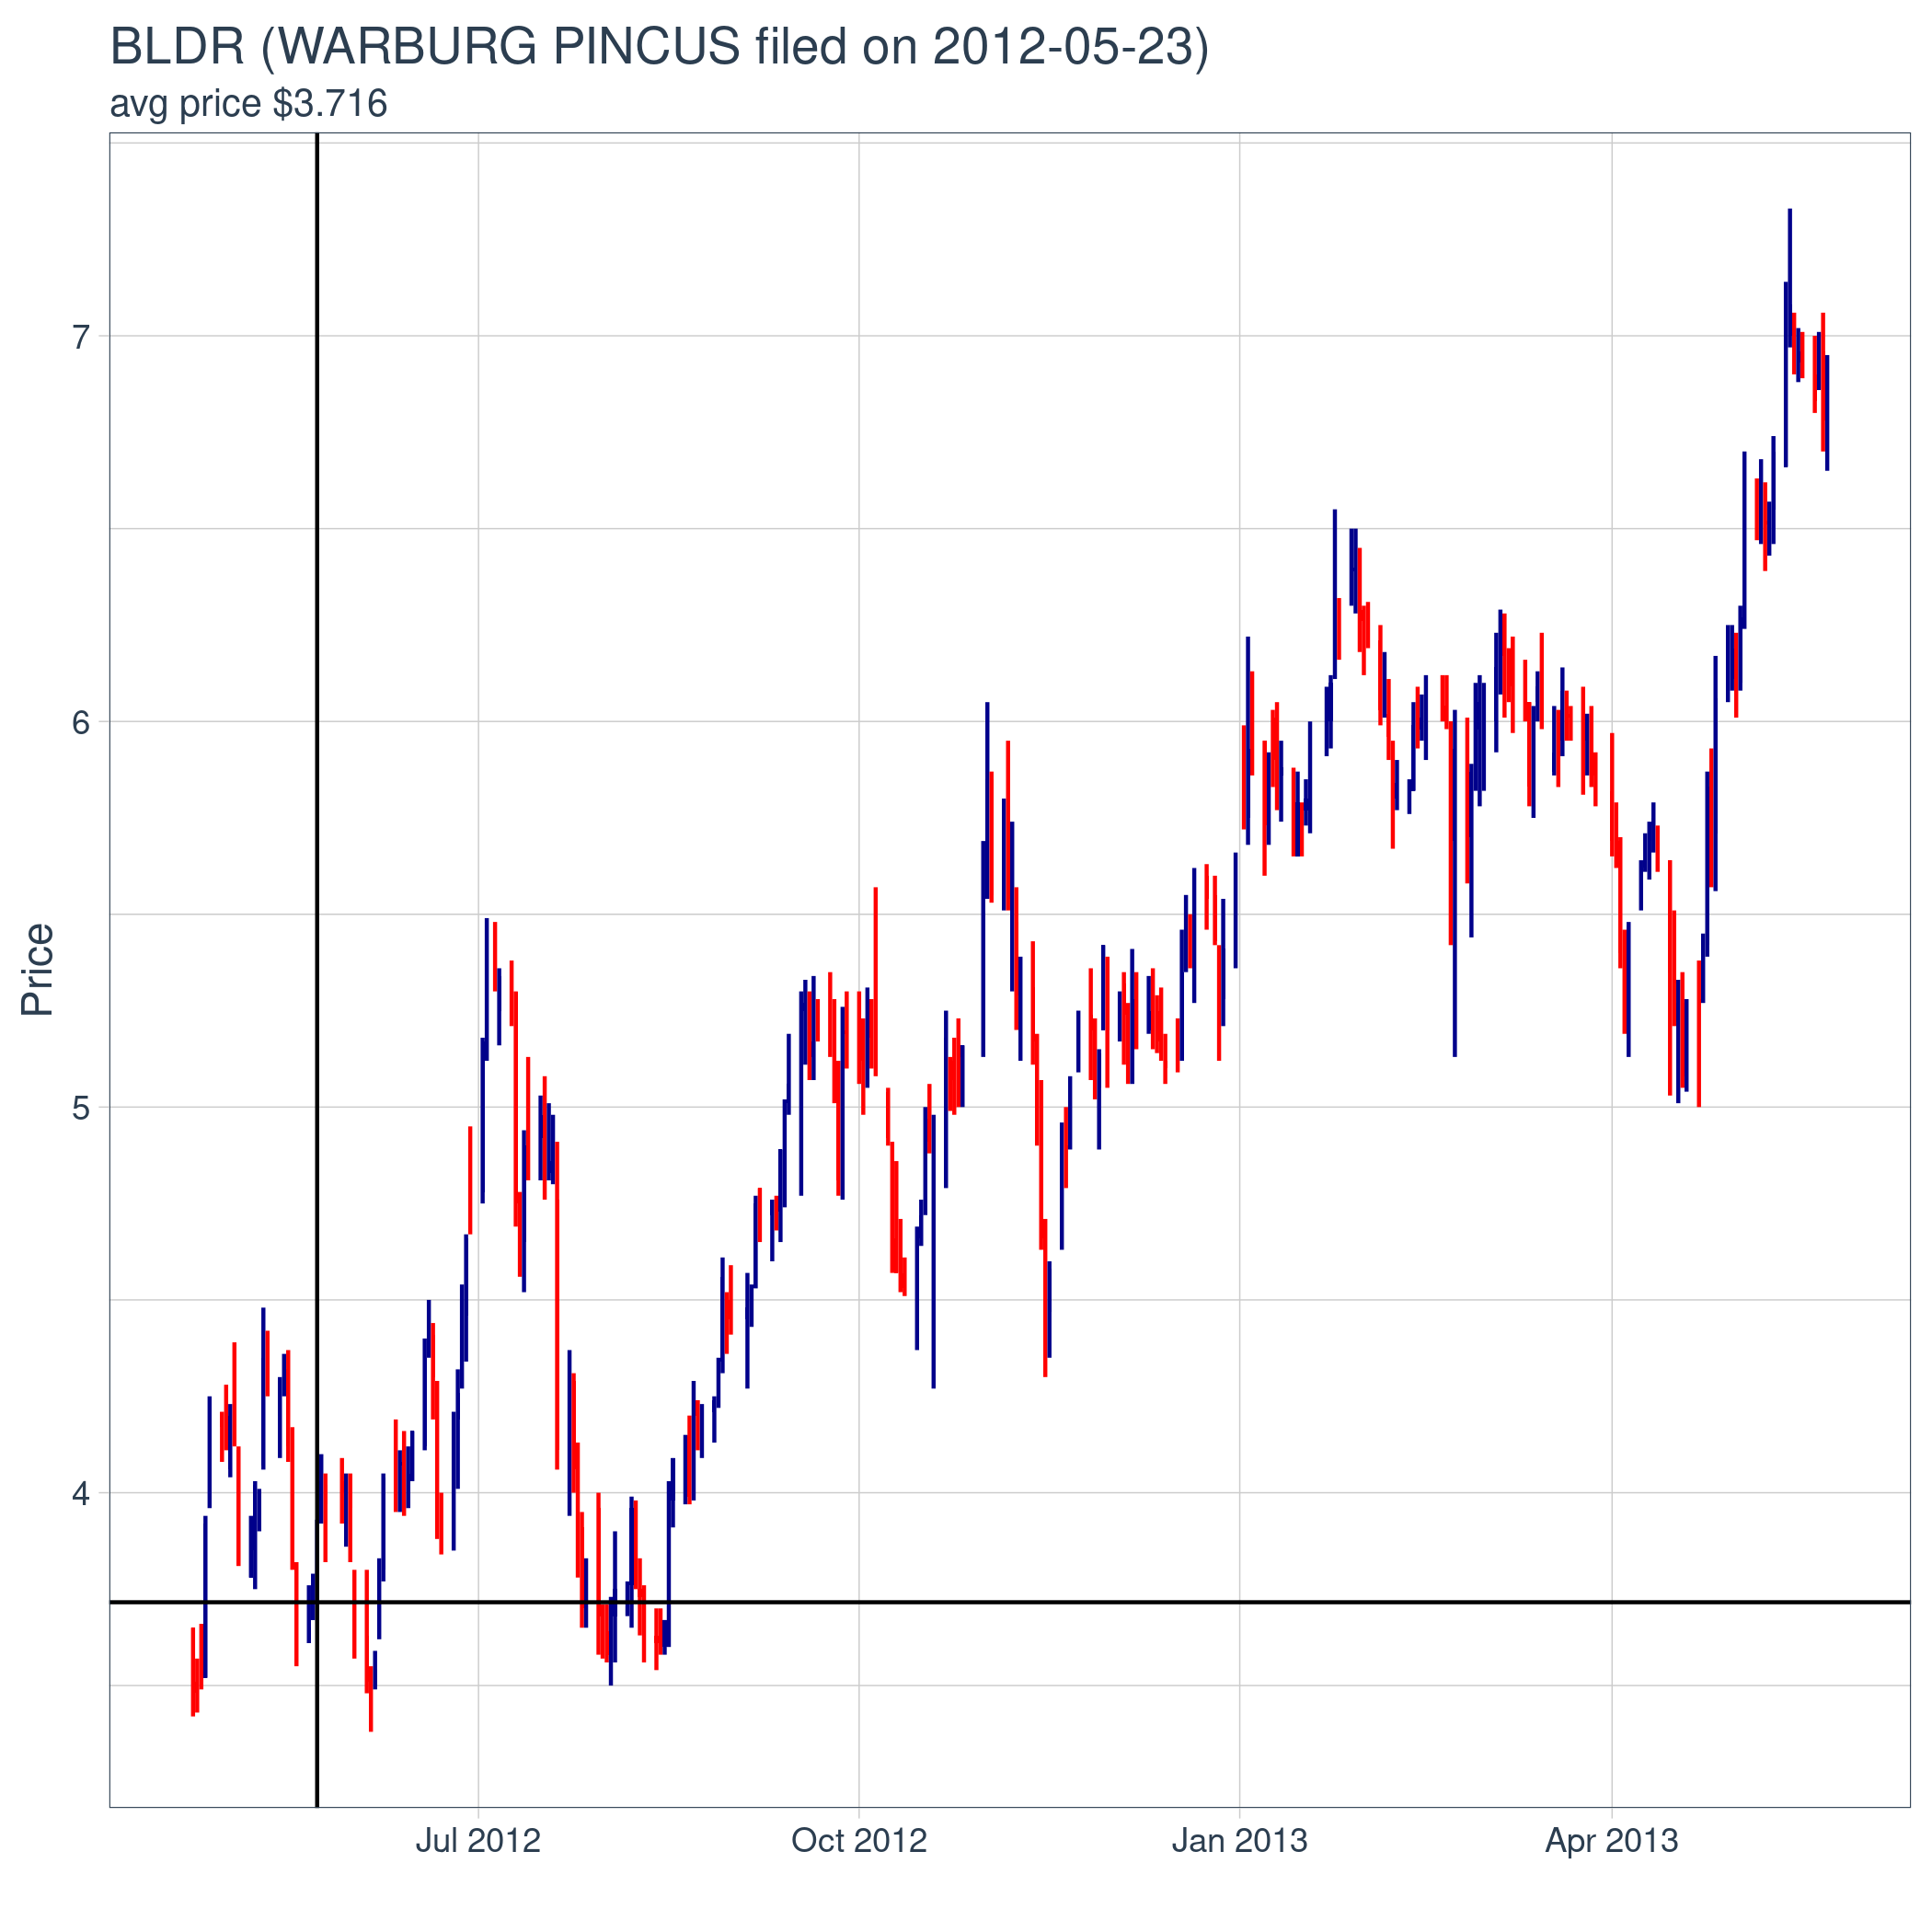 BLDR (WARBURG PINCUS filed on 2012-05-23)
avg price $3.716
7
6
5
4
Price
Jul 2012
Oct 2012
Jan 2013
Apr 2013